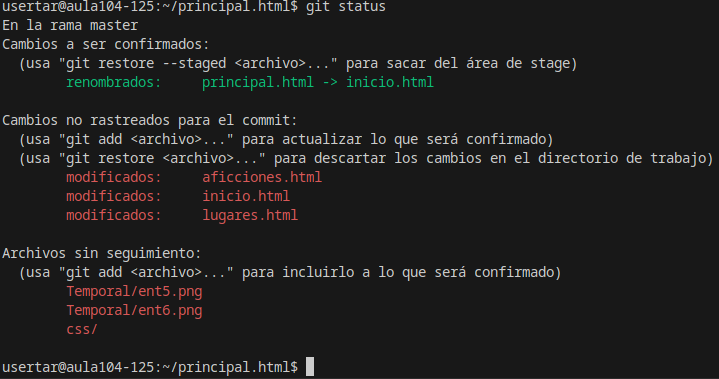 usertar@aula104-125:~/principal.html$ git status
En la rama master
Cambios a ser confirmados:
  (usa "git restore --staged <archivo>..." para sacar del área de stage)
        renombrados:     principal.html -> inicio.html

Cambios no rastreados para el commit:
  (usa "git add <archivo>..." para actualizar lo que será confirmado)
  (usa "git restore <archivo>..." para descartar los cambios en el directorio de trabajo)
        modificados:     aficciones.html
        modificados:     inicio.html
        modificados:     lugares.html

Archivos sin seguimiento:
  (usa "git add <archivo>..." para incluirlo a lo que será confirmado)
        Temporal/ent5.png
        Temporal/ent6.png
        css/

usertar@aula104-125:~/principal.html$